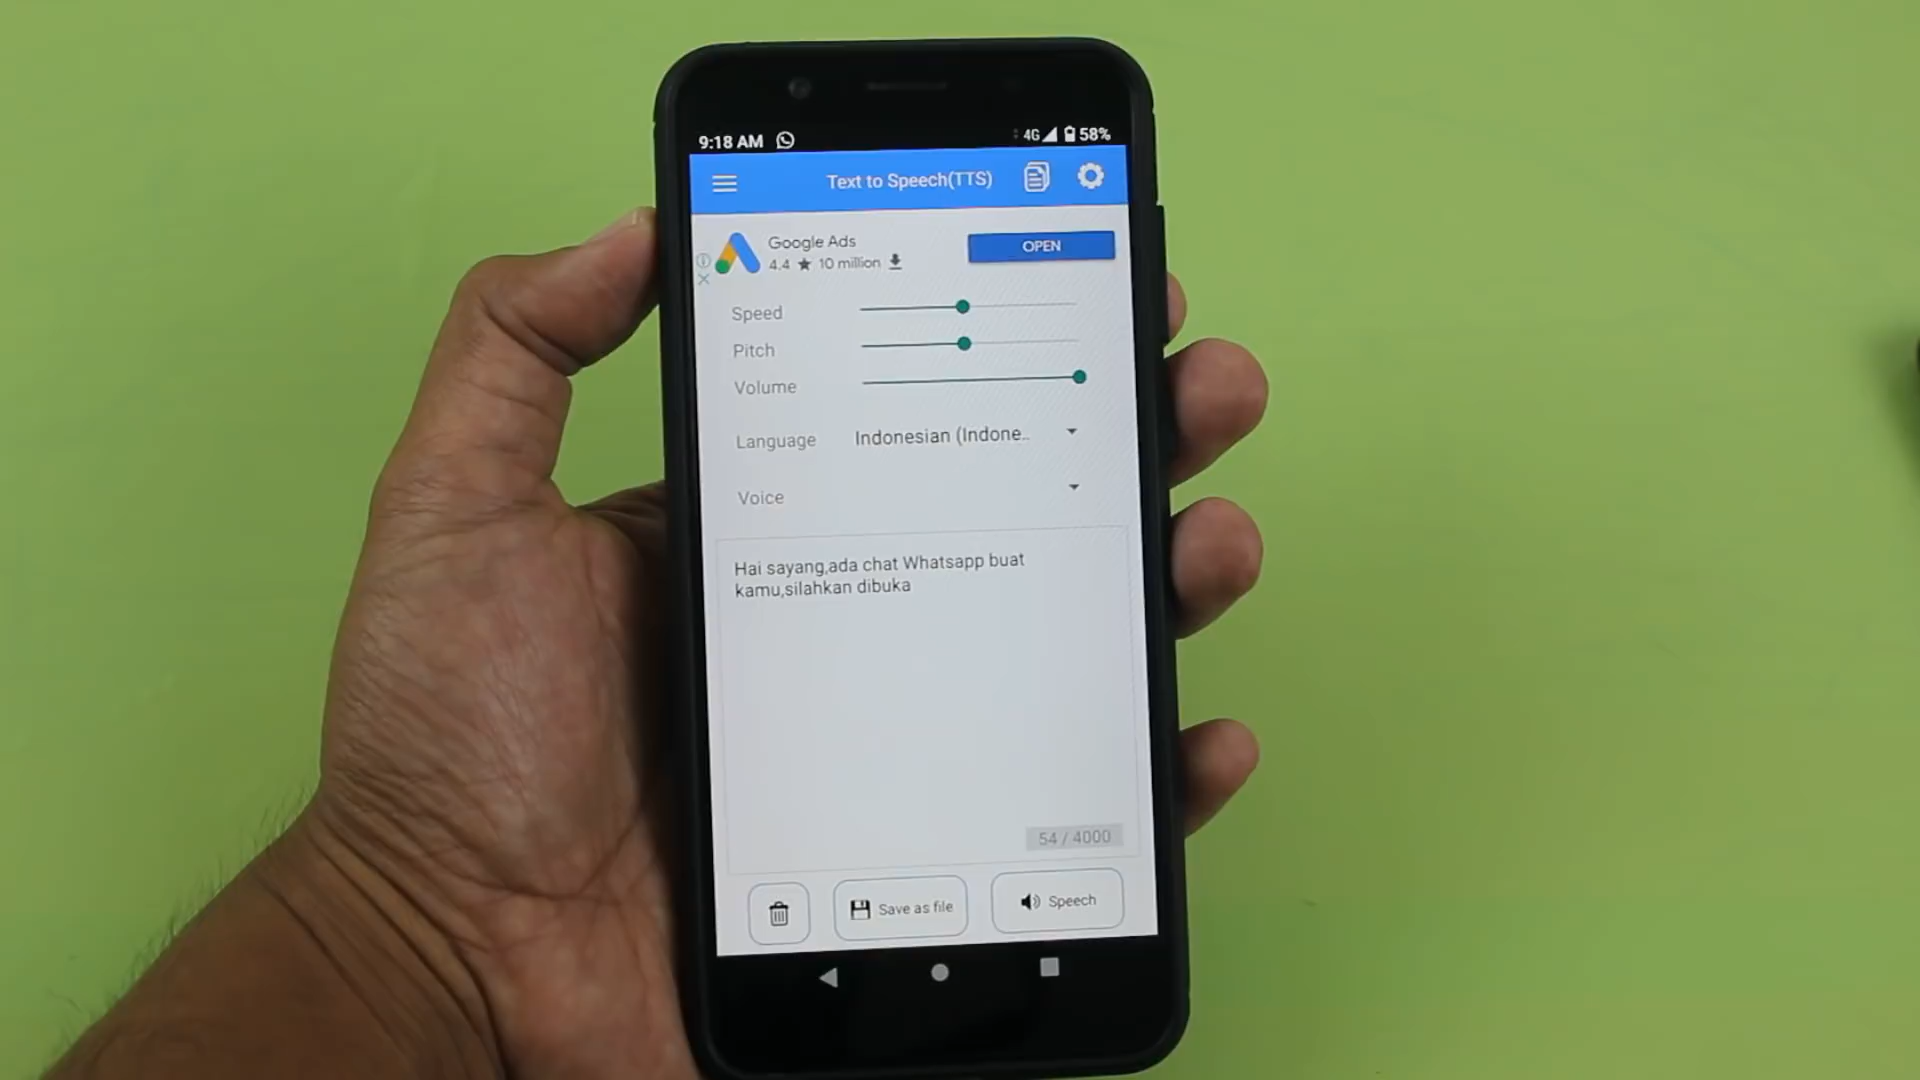 9:18 AM 4G 58%
Text to Speech(TTS)
Google Ads
4.4 ★ 10 million
OPEN
Speed
Pitch
Volume
Language Indonesian (Indone..
Voice
Hai sayang,ada chat Whatsapp buat
kamu,silahkan dibuka
54 / 4000
Save as file
Speech